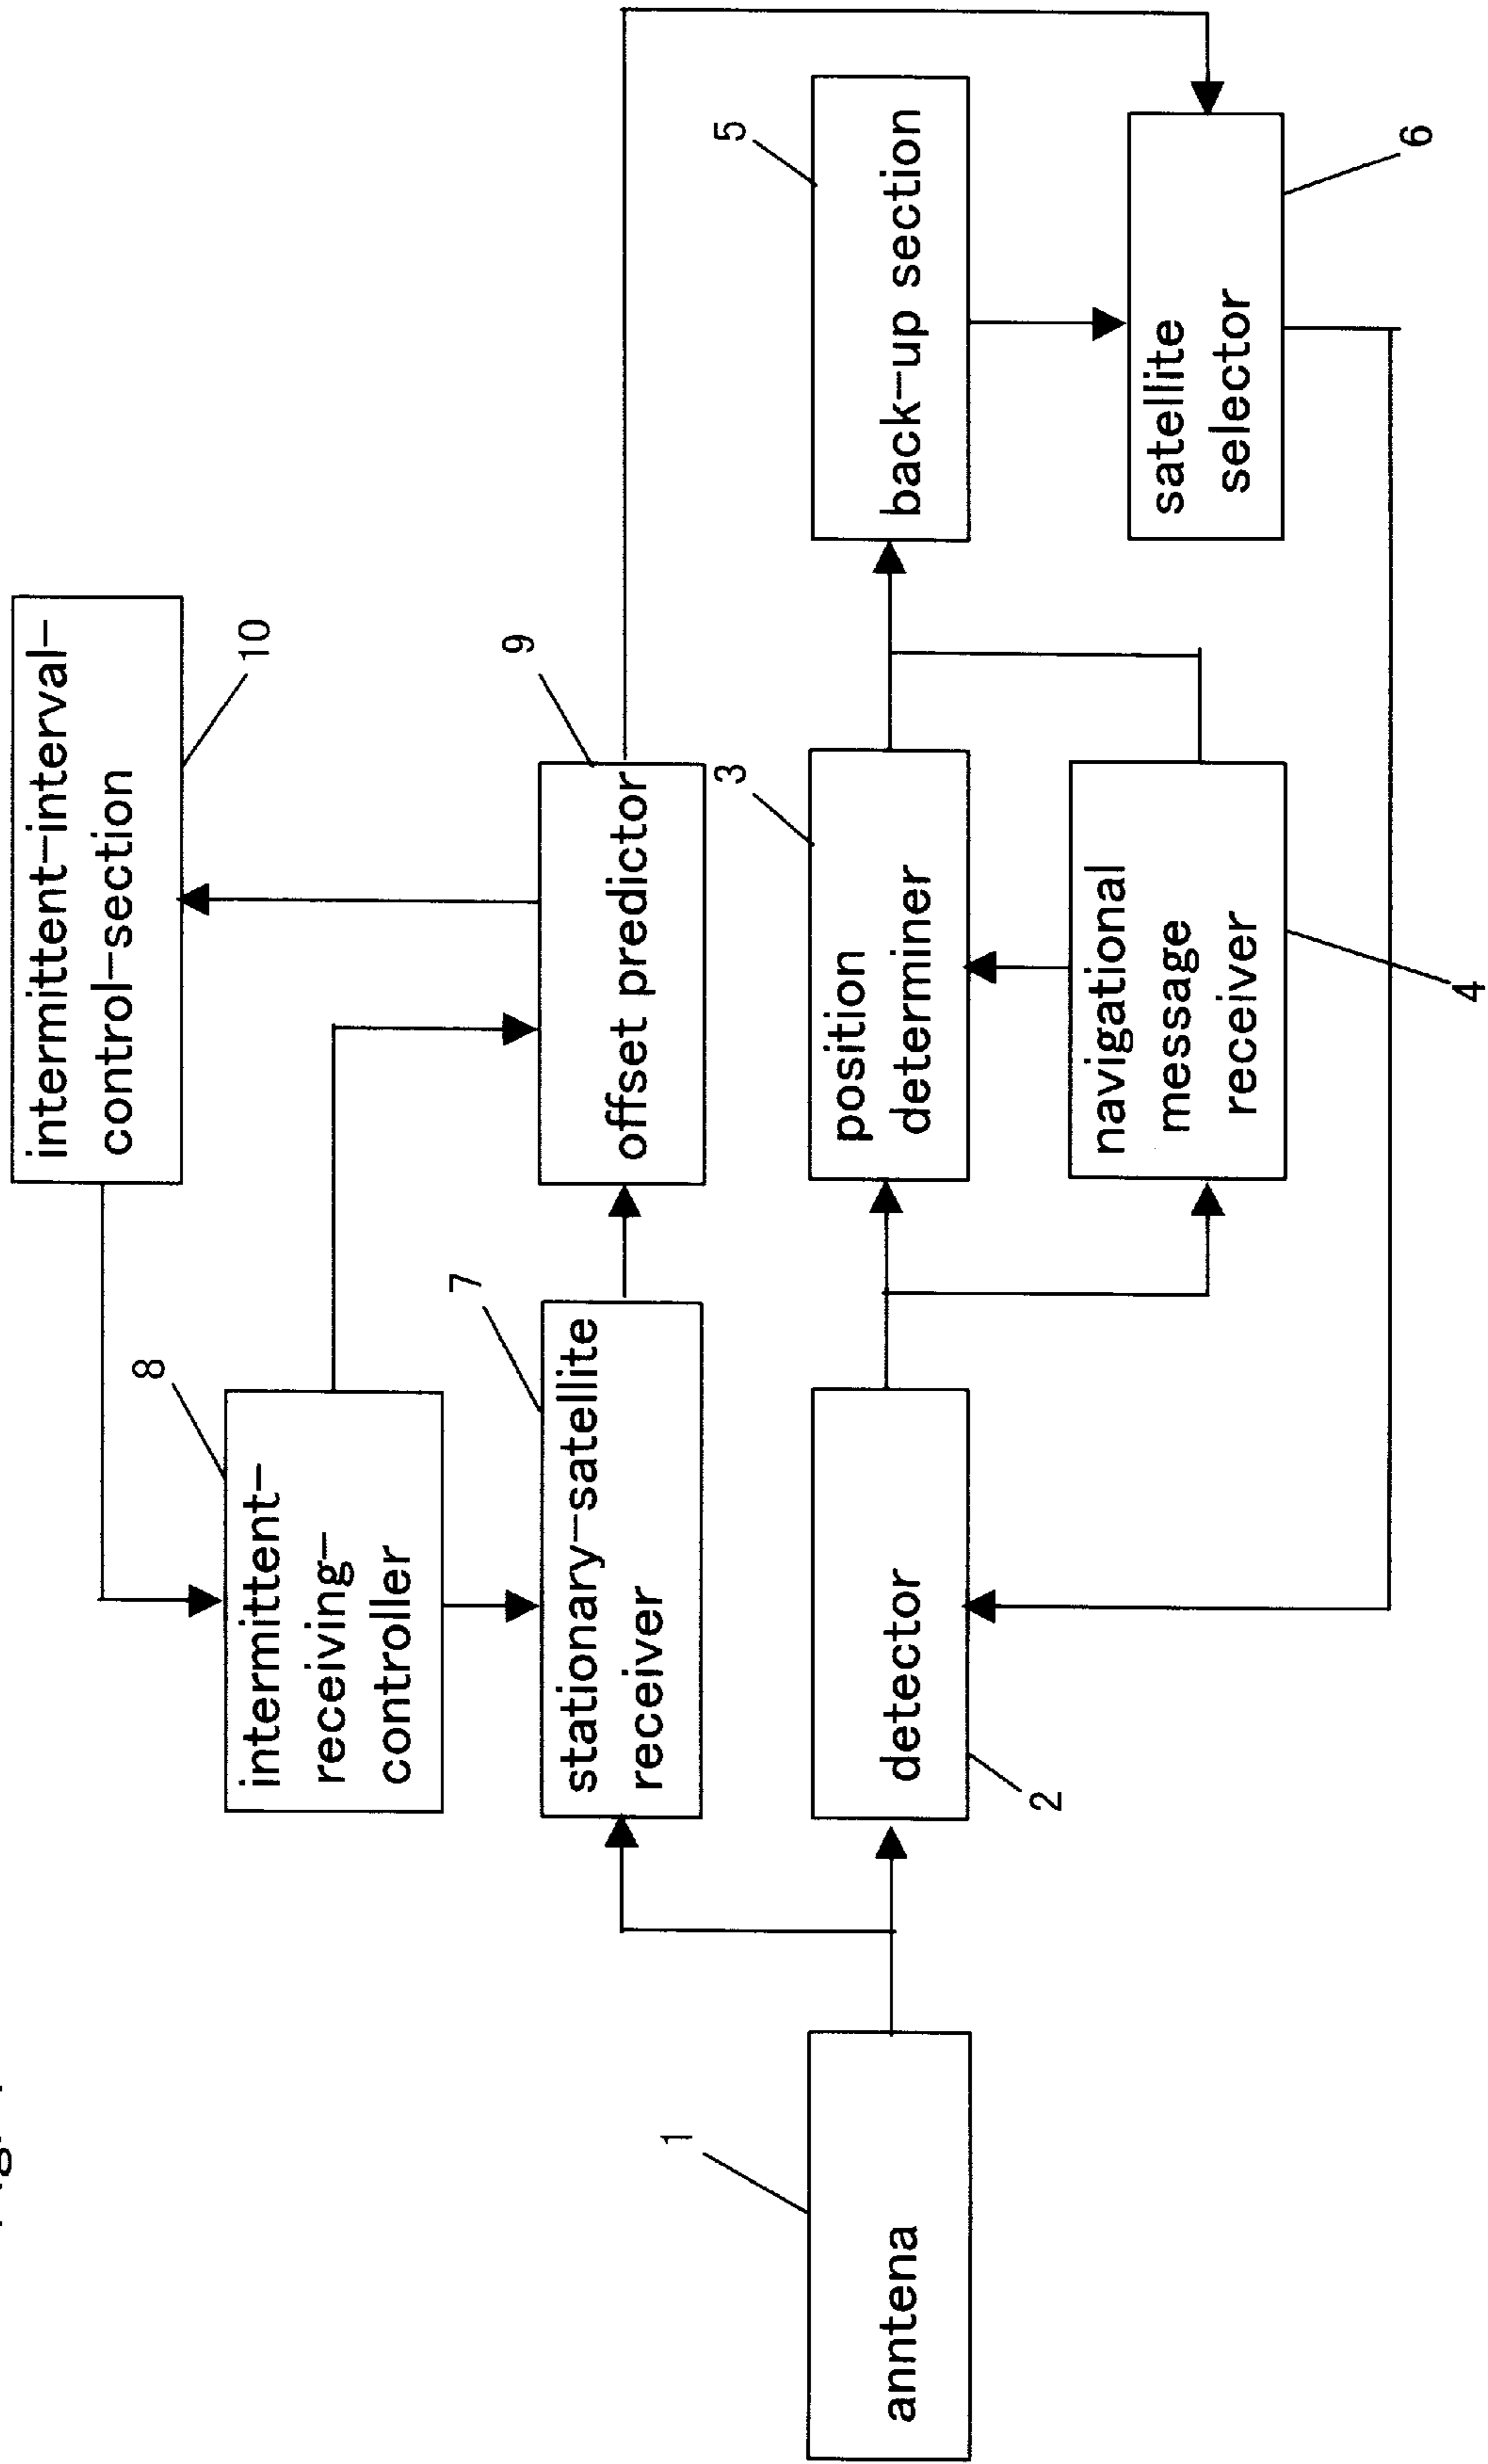 intermittent-interval-
control-section
10
8
intermittent-
receiving-
controller
9
offset predictor
7
stationary-satellite
receiver
5
back-up section
3
position
determiner
1
anntena
detector
2
navigational
message
receiver
4
satellite
selector
6